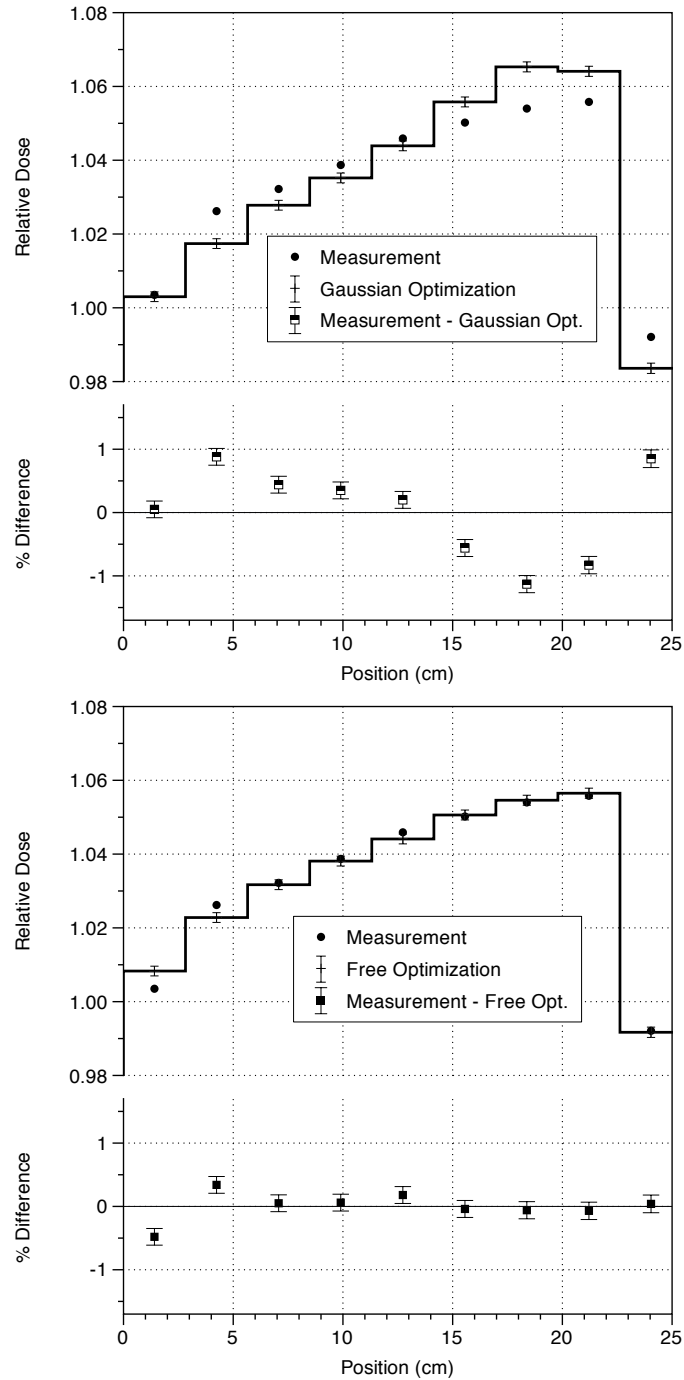 1.08
1.06
1.04
1.02
1.00
0.98
Relative Dose
Measurement
Gaussian Optimization
Measurement - Gaussian Opt.
1
0
-1
% Difference
0 5 10 15 20 25
Position (cm)
1.08
1.06
1.04
1.02
1.00
0.98
Relative Dose
Measurement
Free Optimization
Measurement - Free Opt.
1
0
-1
% Difference
0 5 10 15 20 25
Position (cm)